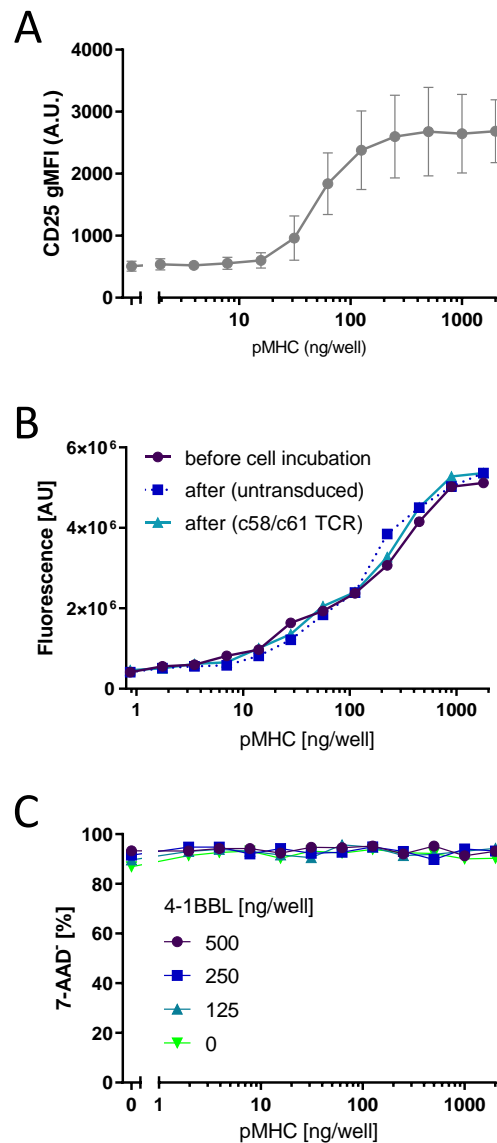 A
4000
3000
2000
1000
0
CD25 gMFI (A.U.)
10 100 1000
pMHC (ng/well)
B
6×10⁶
4×10⁶
2×10⁶
0
Fluorescence [AU]
before cell incubation
after (untransduced)
after (c58/c61 TCR)
1 10 100 1000
pMHC [ng/well]
C
100
80
60
40
20
0
7-AAD⁻ [%]
4-1BBL [ng/well]
500
250
125
0
0 1 10 100 1000
pMHC [ng/well]